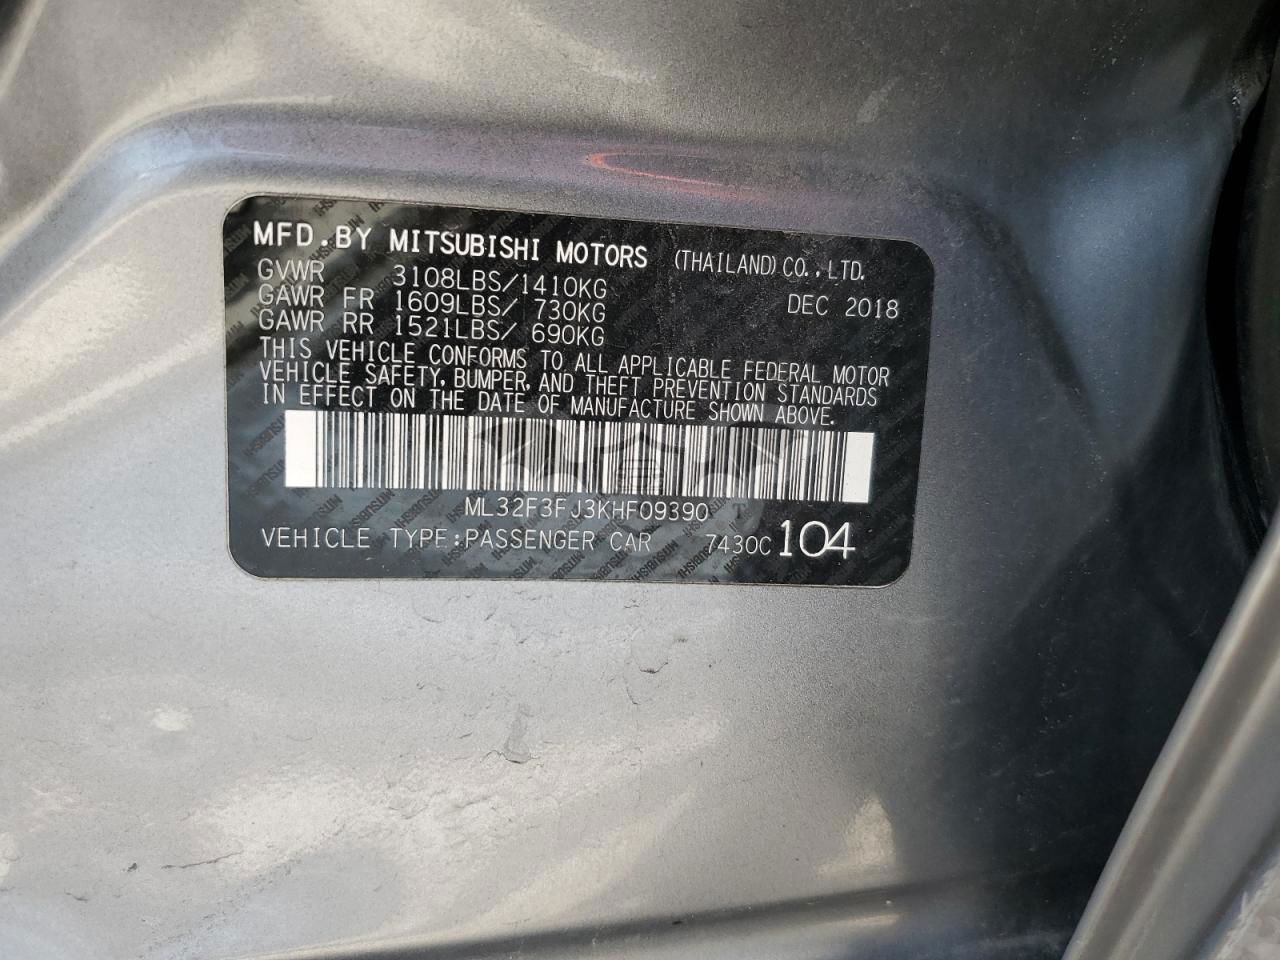 MFD.BY MITSUBISHI MOTORS (THAILAND)CO.,LTD.
GVWR 3108LBS/1410KG DEC 2018
GAWR FR 1609LBS/ 730KG
GAWR RR 1521LBS/ 690KG
THIS VEHICLE CONFORMS TO ALL APPLICABLE FEDERAL MOTOR
VEHICLE SAFETY, BUMPER, AND THEFT PREVENTION STANDARDS
IN EFFECT ON THE DATE OF MANUFACTURE SHOWN ABOVE.
ML32F3FJ3KHF09390 T
VEHICLE TYPE:PASSENGER CAR 7430C 104